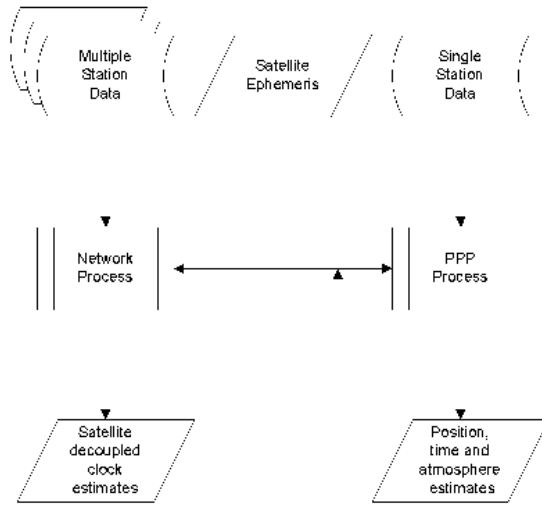 Multiple
Station
Data
Satellite
Ephemeris
Single
Station
Data
Network
Process
PPP
Process
Satellite
decoupled
clock
estimates
Position,
time and
atmosphere
estimates